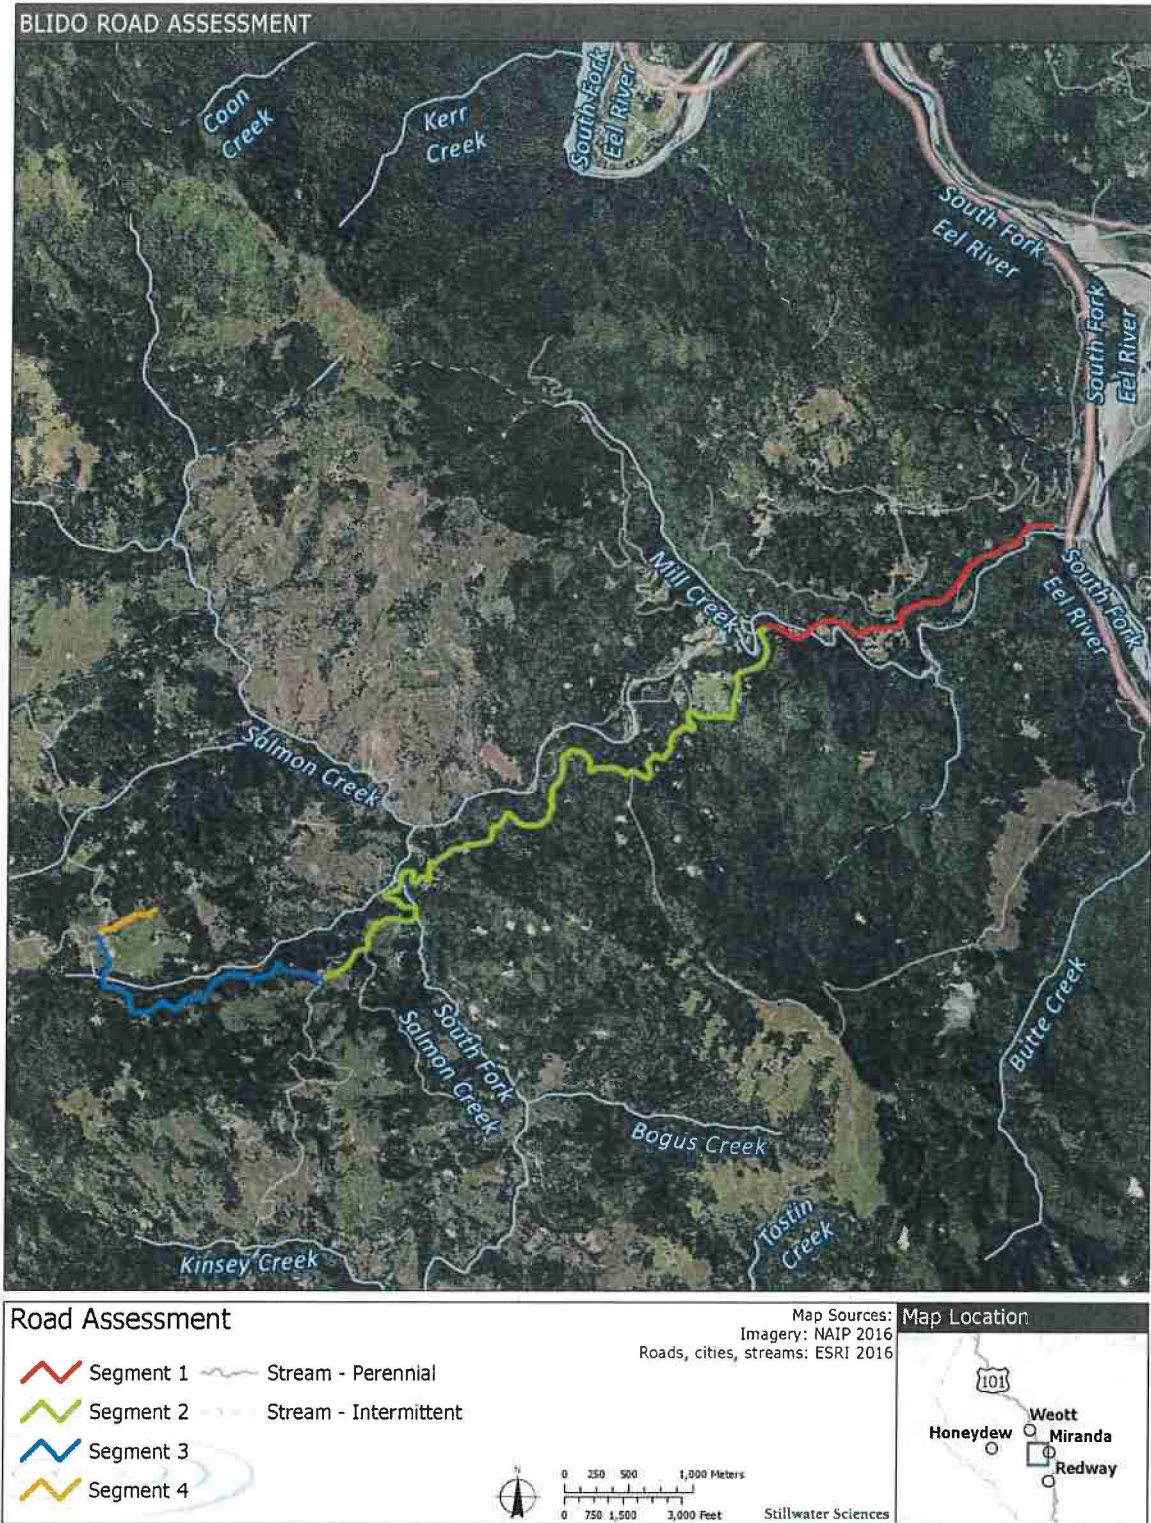 BLIDO ROAD ASSESSMENT
Coon
Creek
Kerr
Creek
South Fork
Eel River
South Fork
Eel River
South Fork
Eel River
Mill Creek
South Fork
Eel River
Salmon Creek
South Fork
Salmon Creek
Butte Creek
Bogus Creek
Tostin
Creek
Kinsey Creek
Road Assessment
Segment 1
Stream - Perennial
Segment 2
Stream - Intermittent
Segment 3
Segment 4
Map Sources:
Imagery: NAIP 2016
Roads, cities, streams: ESRI 2016
N
0 250 500 1,000 Meters
0 750 1,500 3,000 Feet
Stillwater Sciences
Map Location
101
Weott
Honeydew
Miranda
Redway